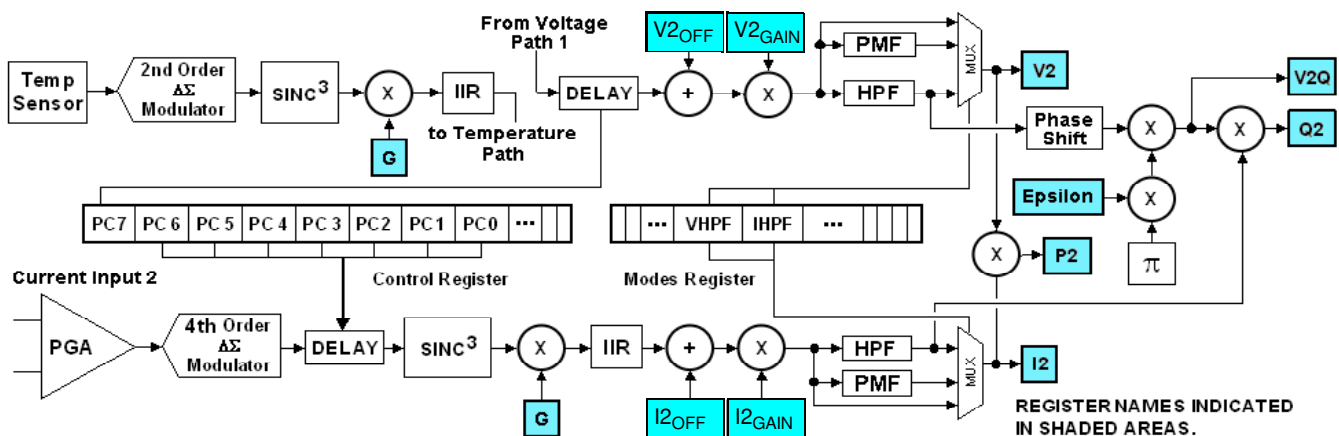 Temp
Sensor
2nd Order
ΔΣ
Modulator
SINC³
X
G
IIR
to Temperature
Path
From Voltage
Path 1
DELAY
V2OFF
+
V2GAIN
X
PMF
HPF
MUX
V2
Phase
Shift
X
X
V2Q
Q2
Epsilon
X
π
X
P2
PC7
PC 6
PC 5
PC 4
PC 3
PC2
PC1
PC0
...
Control Register
...
VHPF
IHPF
...
Modes Register
Current Input 2
PGA
4th Order
ΔΣ
Modulator
DELAY
SINC³
X
G
IIR
+
I2OFF
X
I2GAIN
HPF
PMF
MUX
I2
REGISTER NAMES INDICATED
IN SHADED AREAS.